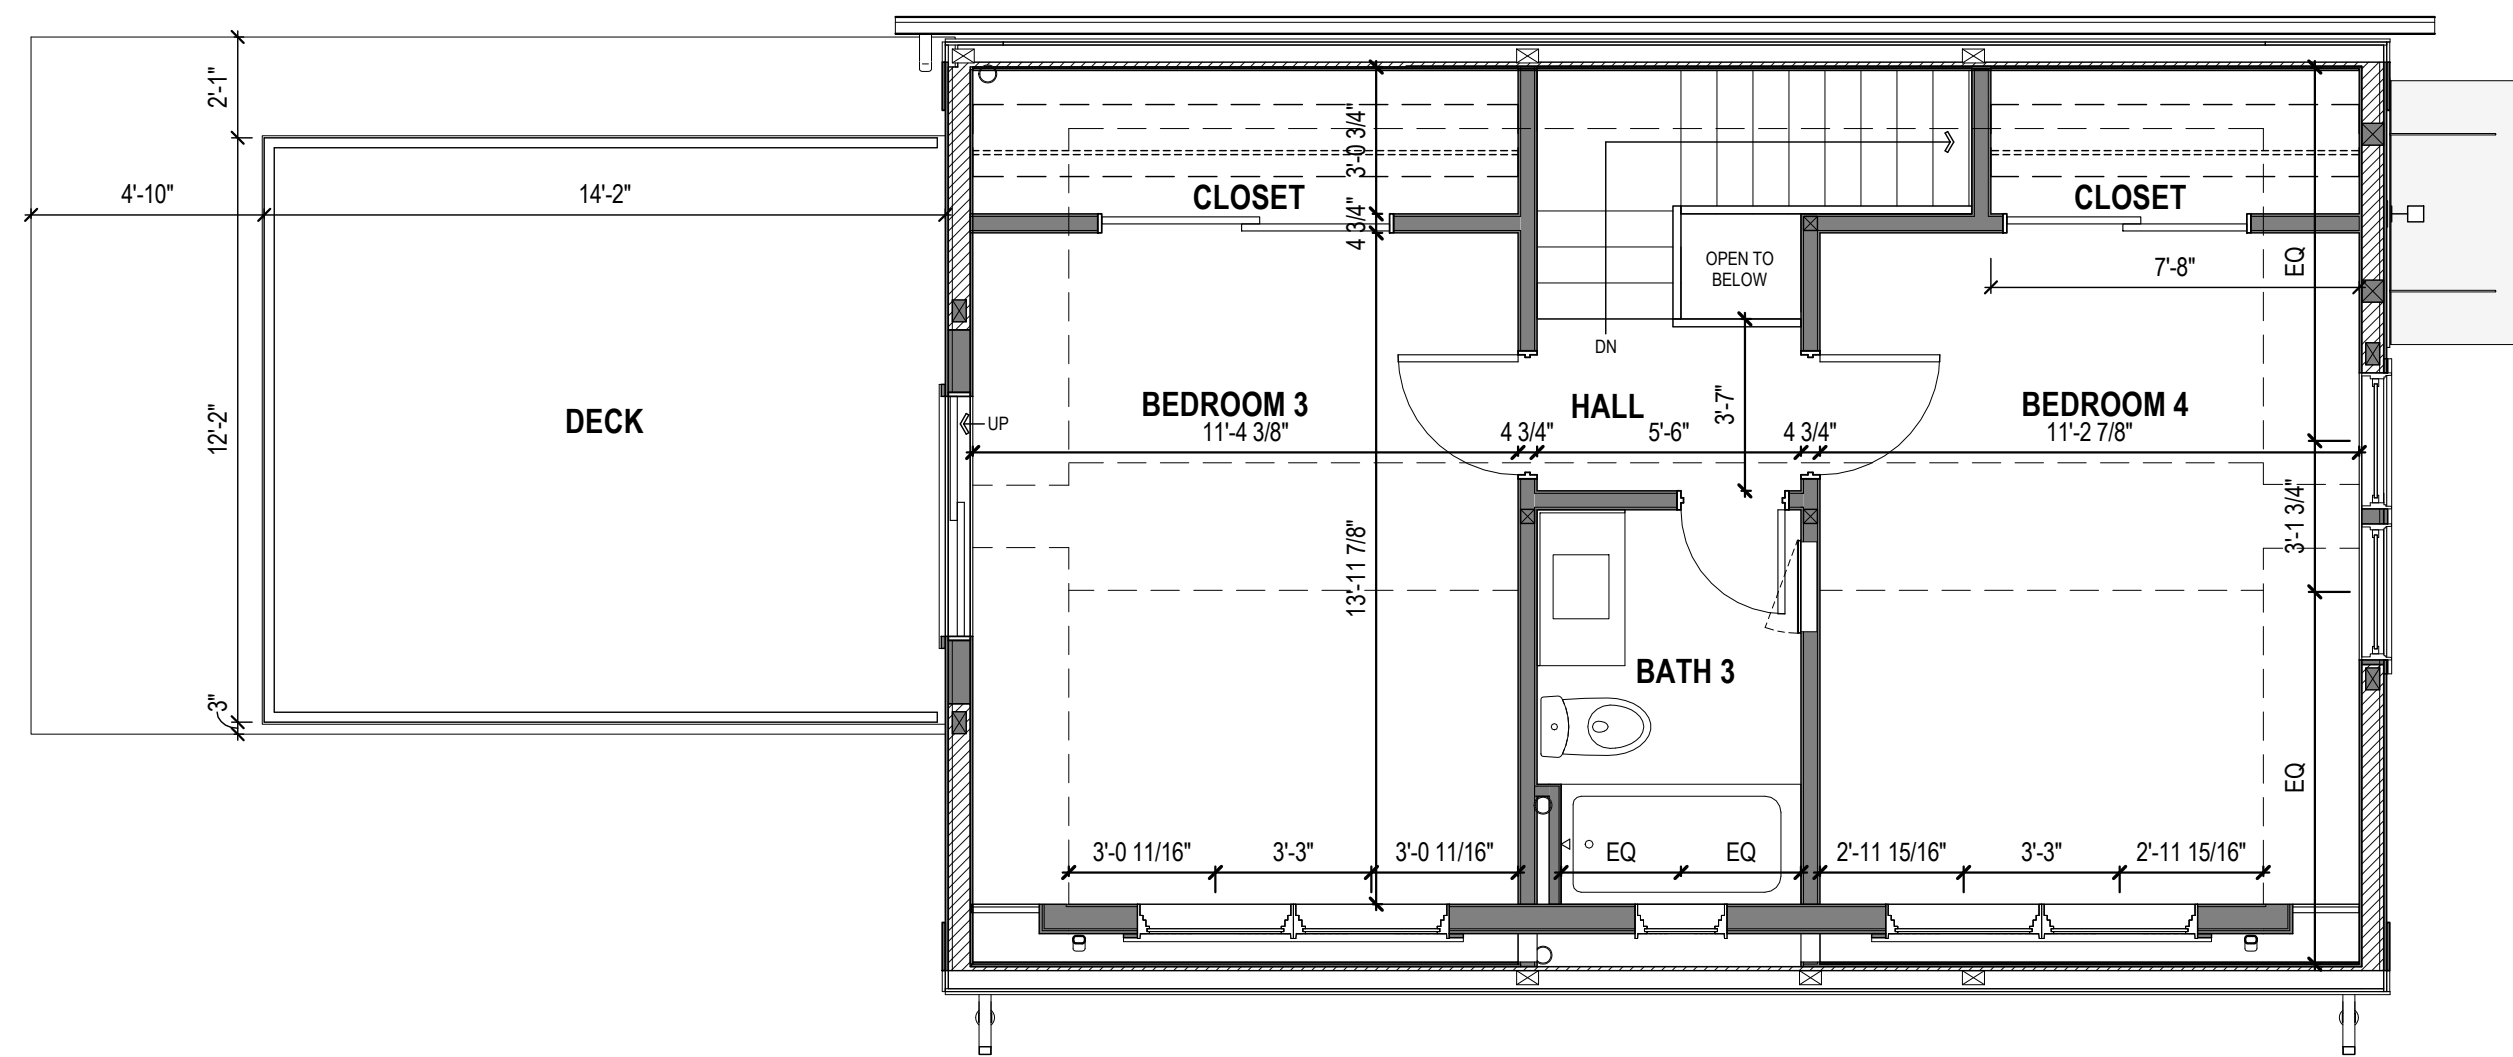 2'-1"
3'-0 3/4"
4'-10"
14'-2"
CLOSET
CLOSET
4 3/4"
OPEN TO
BELOW
EQ
7'-8"
DN
12'-2"
DECK
UP
BEDROOM 3
11'-4 3/8"
4 3/4"
HALL
5'-6"
3'-7"
4 3/4"
BEDROOM 4
11'-2 7/8"
3'-1 3/4"
13'-11 7/8"
BATH 3
3"
EQ
3'-0 11/16"
3'-3"
3'-0 11/16"
EQ
EQ
2'-11 15/16"
3'-3"
2'-11 15/16"